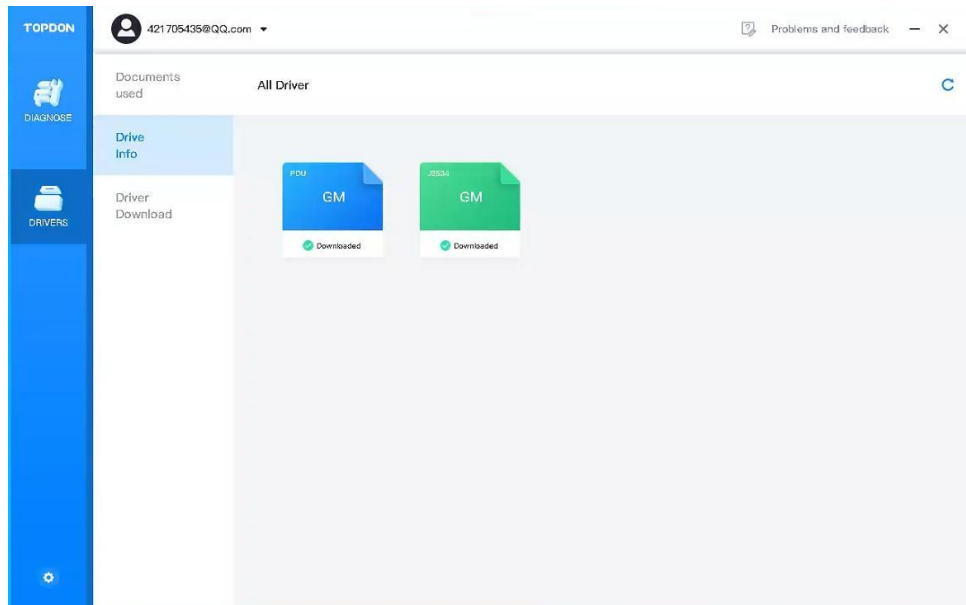 TOPDON
421705435@QQ.com
Problems and feedback
DIAGNOSE
DRIVERS
Documents
used
Drive
Info
Driver
Download
All Driver
PDU
GM
Downloaded
J2534
GM
Downloaded